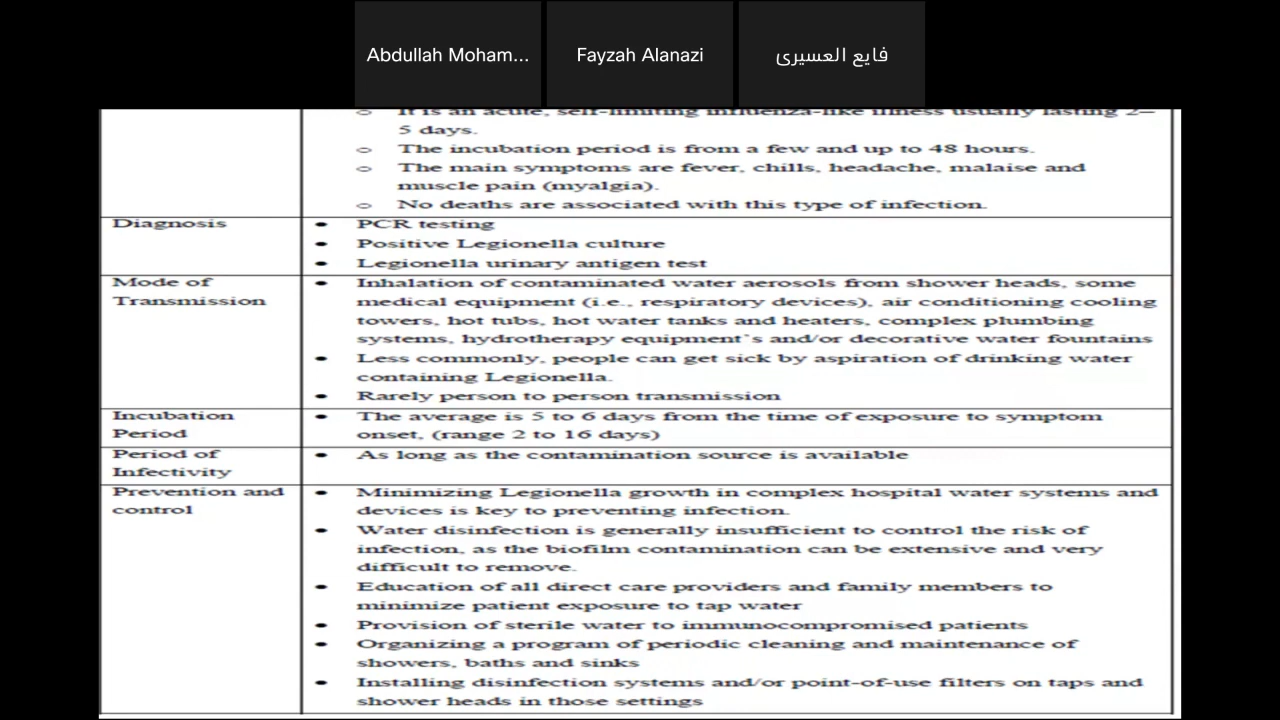 Abdullah Moham...
Fayzah Alanazi
فايع العسيرى
It is an acute, self-limiting influenza-like illness usually lasting 2–
5 days.
The incubation period is from a few and up to 48 hours.
The main symptoms are fever, chills, headache, malaise and
muscle pain (myalgia).
No deaths are associated with this type of infection.
Diagnosis
PCR testing
Positive Legionella culture
Legionella urinary antigen test
Mode of
Transmission
Inhalation of contaminated water aerosols from shower heads, some
medical equipment (i.e., respiratory devices), air conditioning cooling
towers, hot tubs, hot water tanks and heaters, complex plumbing
systems, hydrotherapy equipment`s and/or decorative water fountains
Less commonly, people can get sick by aspiration of drinking water
containing Legionella.
Rarely person to person transmission
Incubation
Period
The average is 5 to 6 days from the time of exposure to symptom
onset, (range 2 to 16 days)
Period of
Infectivity
As long as the contamination source is available
Prevention and
control
Minimizing Legionella growth in complex hospital water systems and
devices is key to preventing infection.
Water disinfection is generally insufficient to control the risk of
infection, as the biofilm contamination can be extensive and very
difficult to remove.
Education of all direct care providers and family members to
minimize patient exposure to tap water
Provision of sterile water to immunocompromised patients
Organizing a program of periodic cleaning and maintenance of
showers, baths and sinks
Installing disinfection systems and/or point-of-use filters on taps and
shower heads in those settings